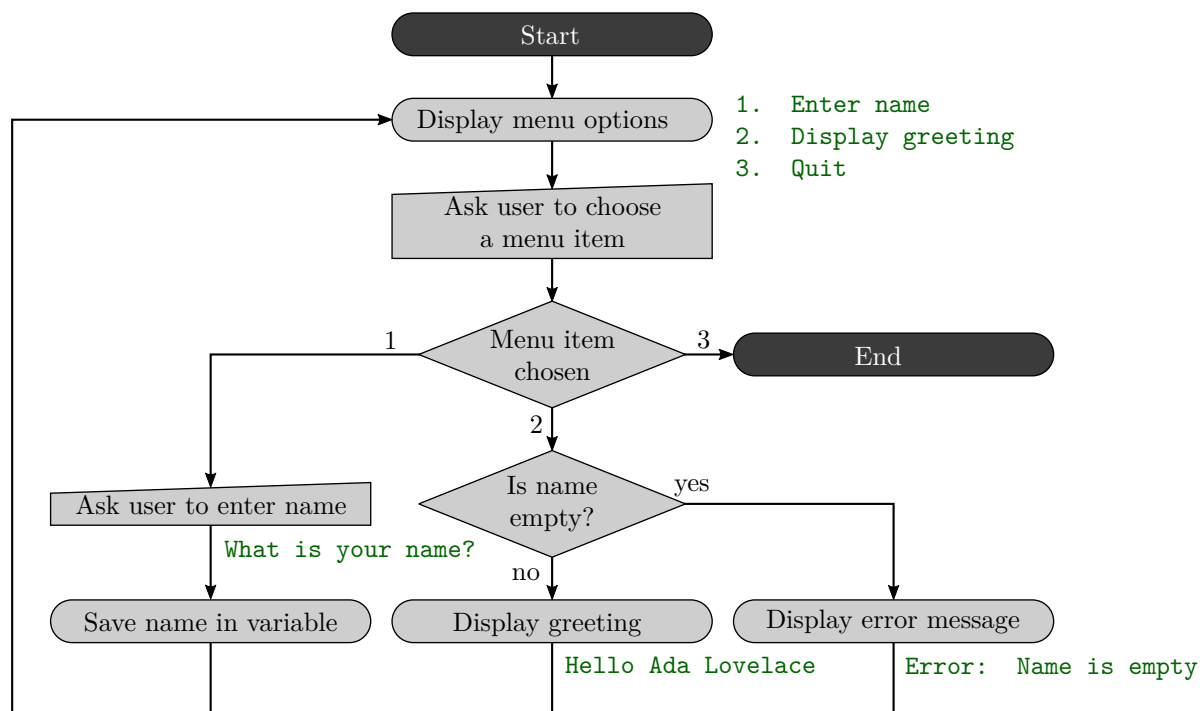 Start
Display menu options
1. Enter name
2. Display greeting
3. Quit
Ask user to choose
a menu item
1
Menu item
chosen
3
End
2
Is name
empty?
yes
Ask user to enter name
What is your name?
no
Save name in variable
Display greeting
Display error message
Hello Ada Lovelace
Error: Name is empty